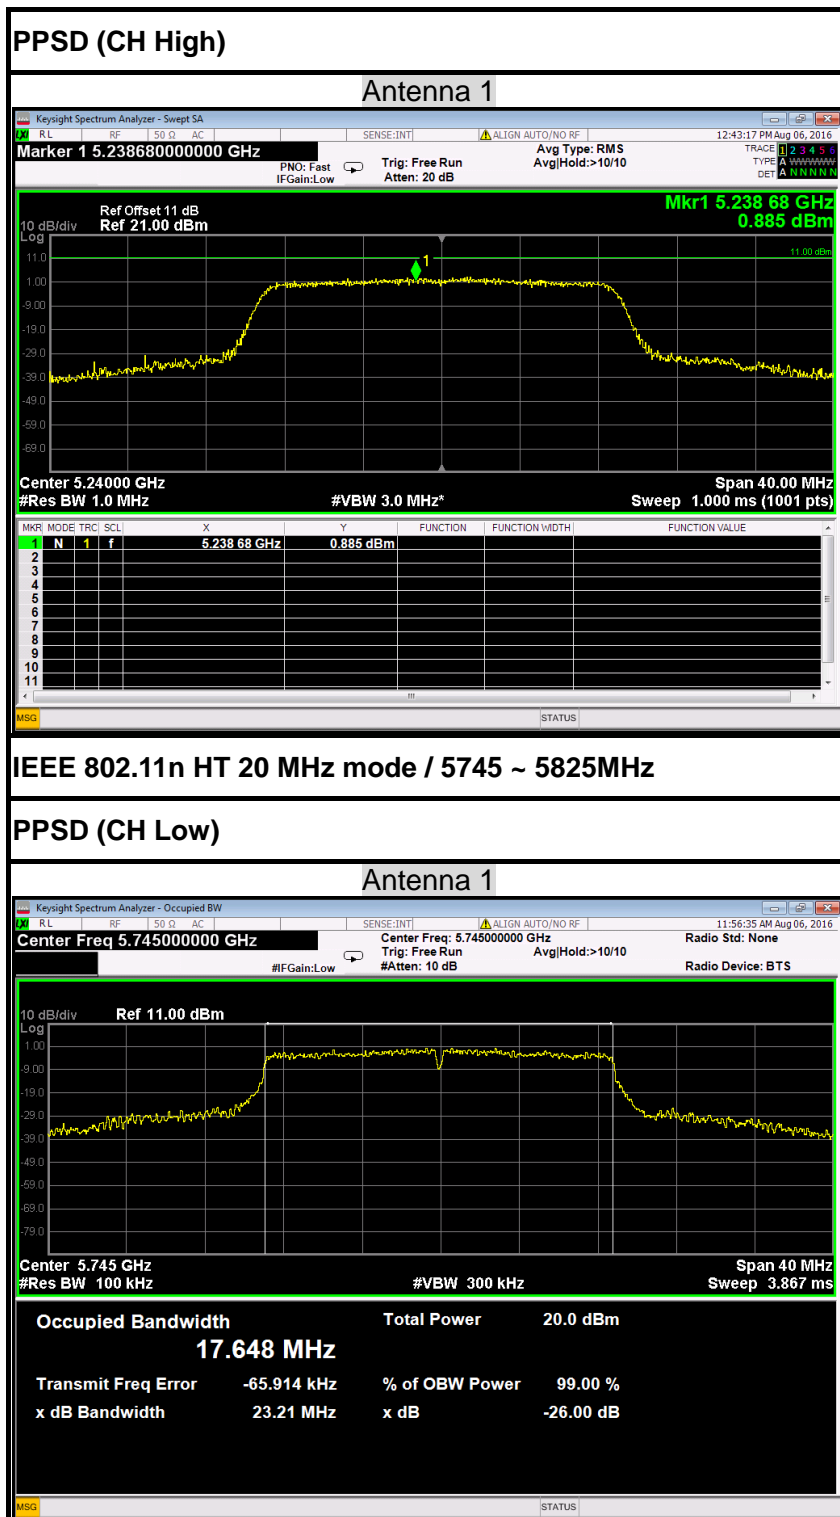 PPSD (CH High)
Antenna 1
Keysight Spectrum Analyzer - Swept SA
LXI RL RF 50 Ω AC SENSE:INT ALIGN AUTO/NO RF 12:43:17 PM Aug 06, 2016
Marker 1 5.238680000000 GHz Avg Type: RMS TRACE 1 2 3 4 5 6
PNO: Fast Trig: Free Run Avg|Hold:>10/10 TYPE A WWWWW
IFGain:Low Atten: 20 dB DET A N N N N N
Mkr1 5.238 68 GHz
0.885 dBm
Ref Offset 11 dB
10 dB/div Ref 21.00 dBm
Log
11.0
11.00 dBm
1
1.00
-9.00
-19.0
-29.0
-39.0
-49.0
-59.0
-69.0
Center 5.24000 GHz Span 40.00 MHz
#Res BW 1.0 MHz #VBW 3.0 MHz* Sweep 1.000 ms (1001 pts)
MKR MODE TRC SCL X Y FUNCTION FUNCTION WIDTH FUNCTION VALUE
1 N 1 f 5.238 68 GHz 0.885 dBm
2
3
4
5
6
7
8
9
10
11
MSG STATUS
IEEE 802.11n HT 20 MHz mode / 5745 ~ 5825MHz
PPSD (CH Low)
Antenna 1
Keysight Spectrum Analyzer - Occupied BW
LXI RL RF 50 Ω AC SENSE:INT ALIGN AUTO/NO RF 11:56:35 AM Aug 06, 2016
Center Freq 5.745000000 GHz Center Freq: 5.745000000 GHz Radio Std: None
Trig: Free Run Avg|Hold:>10/10
#IFGain:Low #Atten: 10 dB Radio Device: BTS
10 dB/div Ref 11.00 dBm
Log
1.00
-9.00
-19.0
-29.0
-39.0
-49.0
-59.0
-69.0
-79.0
Center 5.745 GHz Span 40 MHz
#Res BW 100 kHz #VBW 300 kHz Sweep 3.867 ms
Occupied Bandwidth Total Power 20.0 dBm
17.648 MHz
Transmit Freq Error -65.914 kHz % of OBW Power 99.00 %
x dB Bandwidth 23.21 MHz x dB -26.00 dB
MSG STATUS